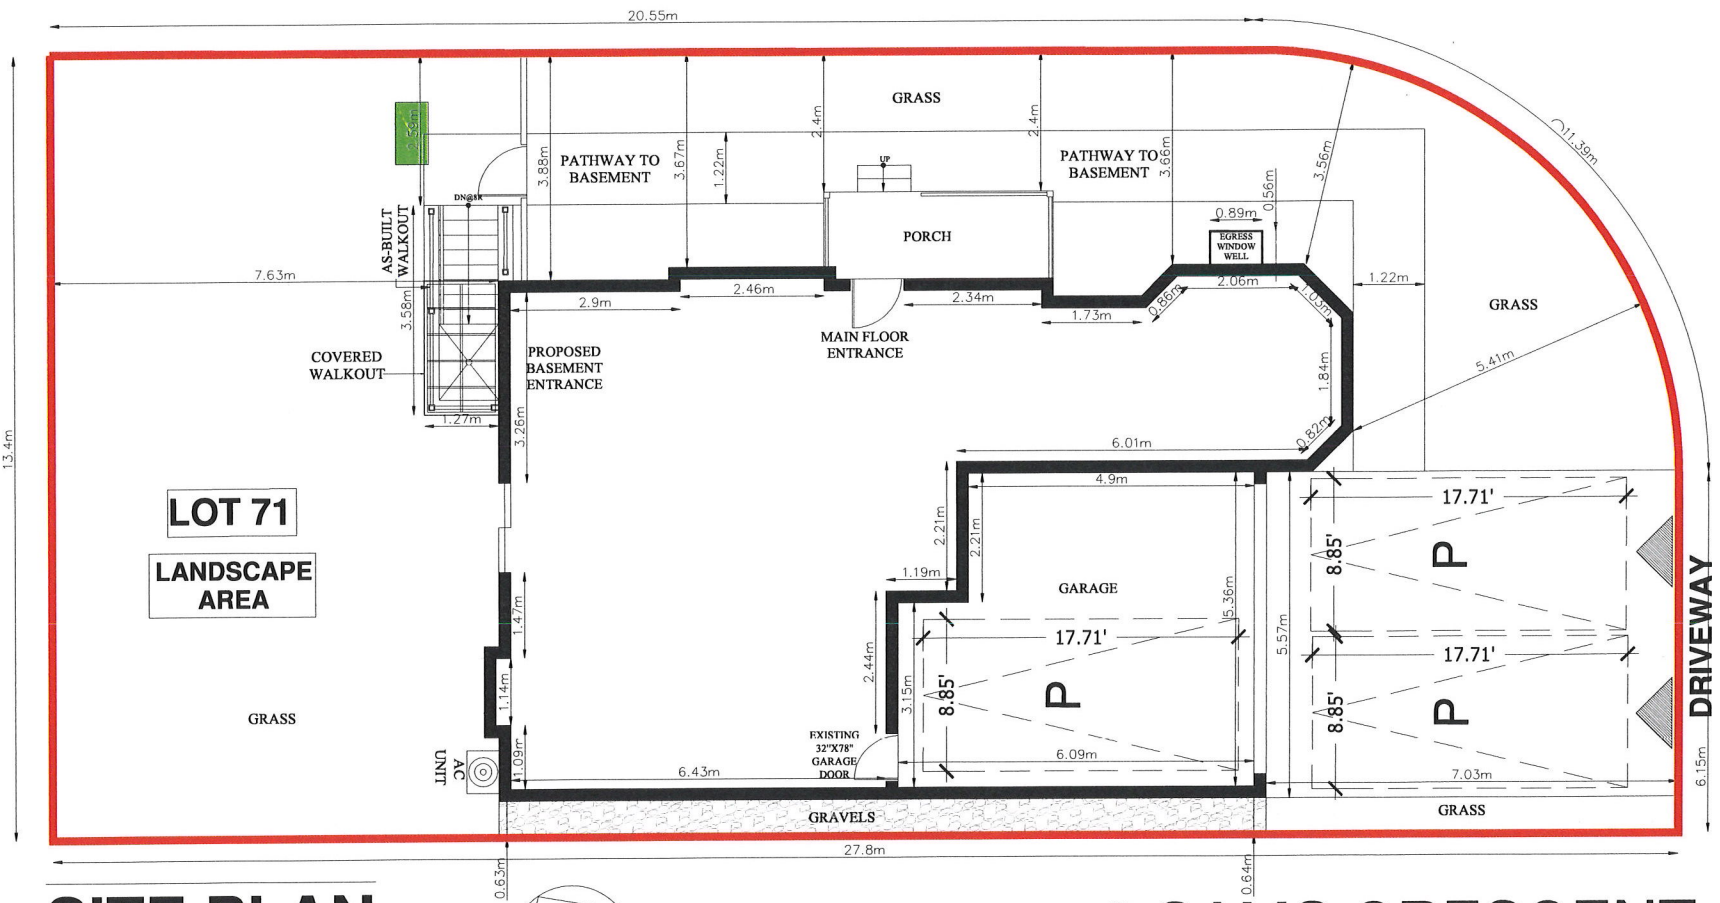 20.55m
11.39m
13.4m
GRASS
2.59m
3.88m
PATHWAY TO
BASEMENT
3.67m
1.22m
2.4m
UP
2.4m
PATHWAY TO
BASEMENT
3.66m
3.56m
0.56m
0.89m
EGRESS
WINDOW
WELL
DN@8R
AS-BUILT
WALKOUT
PORCH
7.63m
3.58m
2.9m
2.46m
2.34m
1.73m
0.86m
2.06m
1.03m
1.22m
GRASS
MAIN FLOOR
ENTRANCE
COVERED
WALKOUT
PROPOSED
BASEMENT
ENTRANCE
1.84m
5.41m
1.27m
3.26m
0.82m
6.01m
4.9m
LOT 71
LANDSCAPE
AREA
2.21m
2.21m
17.71'
8.85'
P
1.19m
GARAGE
5.36m
5.57m
DRIVEWAY
1.47m
17.71'
8.85'
P
17.71'
8.85'
P
2.44m
3.15m
1.14m
GRASS
EXISTING
32"X78"
GARAGE
DOOR
AC
UNIT
1.09m
6.43m
6.09m
7.03m
6.15m
GRAVELS
GRASS
27.8m
0.63m
0.64m
SITE PLAN
CRESCENT